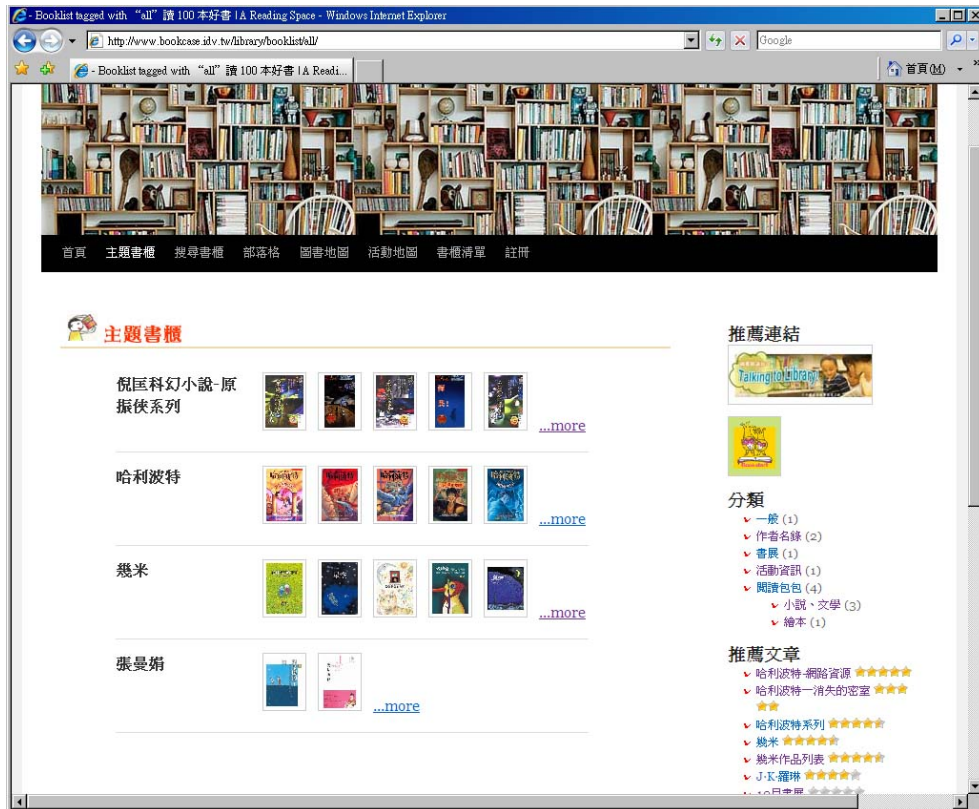 - Booklist tagged with “all” 讀 100 本好書 | A Reading Space - Windows Internet Explorer
http://www.bookcase.idv.tw/library/booklist/all/
Google
- Booklist tagged with “all” 讀 100 本好書 | A Readi...
首頁(M)
首頁 主題書櫃 搜尋書櫃 部落格 圖書地圖 活動地圖 書櫃清單 註冊
主題書櫃
倪匡科幻小說-原
振俠系列
...more
哈利波特
...more
幾米
...more
張曼娟
...more
推薦連結
Talking to Library
分類
一般 (1)
作者名錄 (2)
書展 (1)
活動資訊 (1)
閱讀包包 (4)
小說、文學 (3)
繪本 (1)
推薦文章
哈利波特-網路資源
哈利波特—消失的密室
哈利波特系列
幾米
幾米作品列表
J·K·羅琳
10月書展